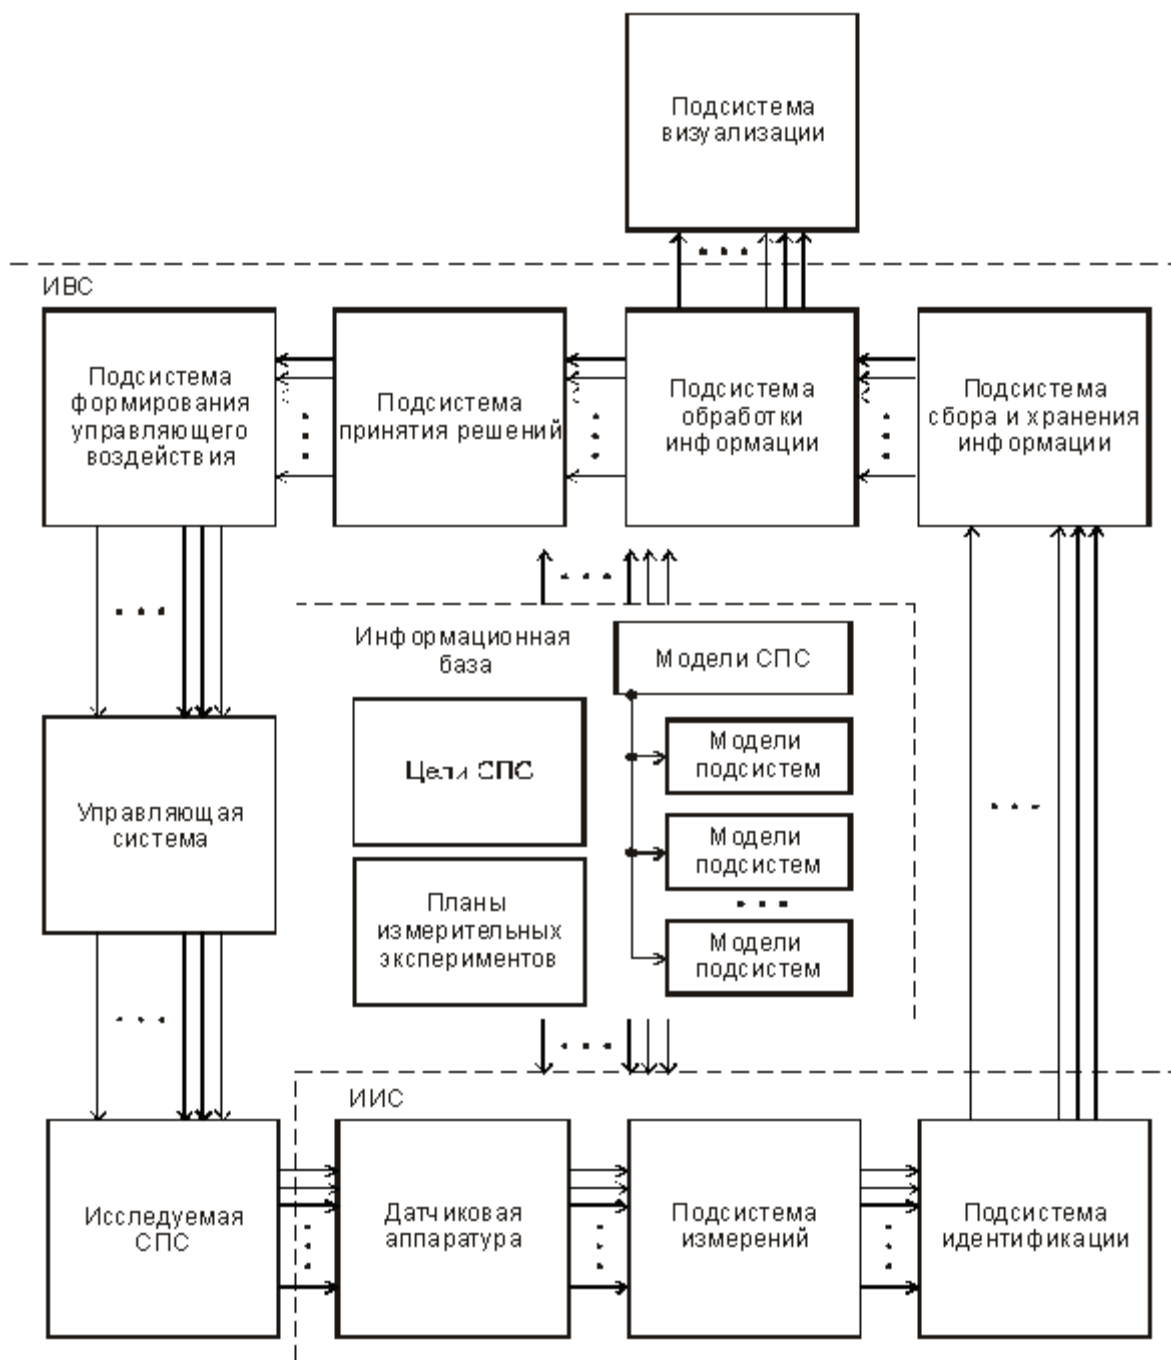 Подсистема
визуализации
ИВС
Подсистема
формирования
управляющего
воздействия
Подсистема
принятия решений
Подсистема
обработки
информации
Подсистема
сбора и хранения
информации
Информационная
база
Модели СПС
Цели СПС
Модели
подсистем
Модели
подсистем
Модели
подсистем
Планы
измерительных
экспериментов
Управляющая
система
ИИС
Исследуемая
СПС
Датчиковая
аппаратура
Подсистема
измерений
Подсистема
идентификации